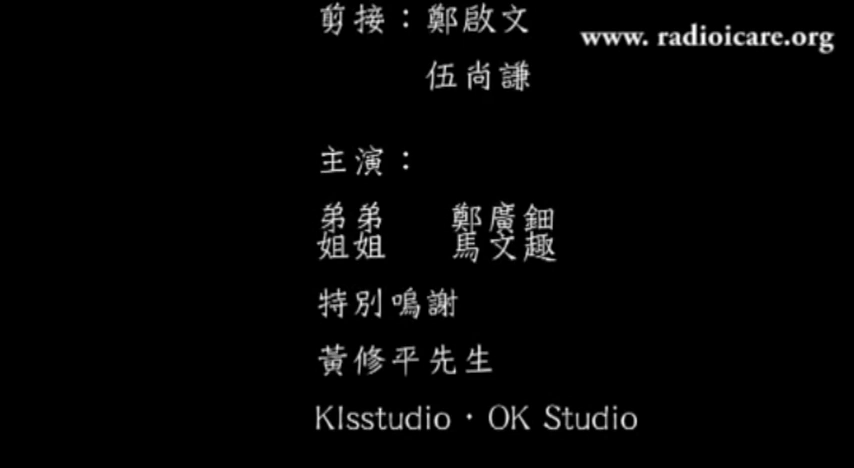 剪接：鄭啟文
www. radioicare.org
伍尚謙
主演：
弟弟 鄭廣鈿
姐姐 馬文趣
特別鳴謝
黃修平先生
KIsstudio · OK Studio